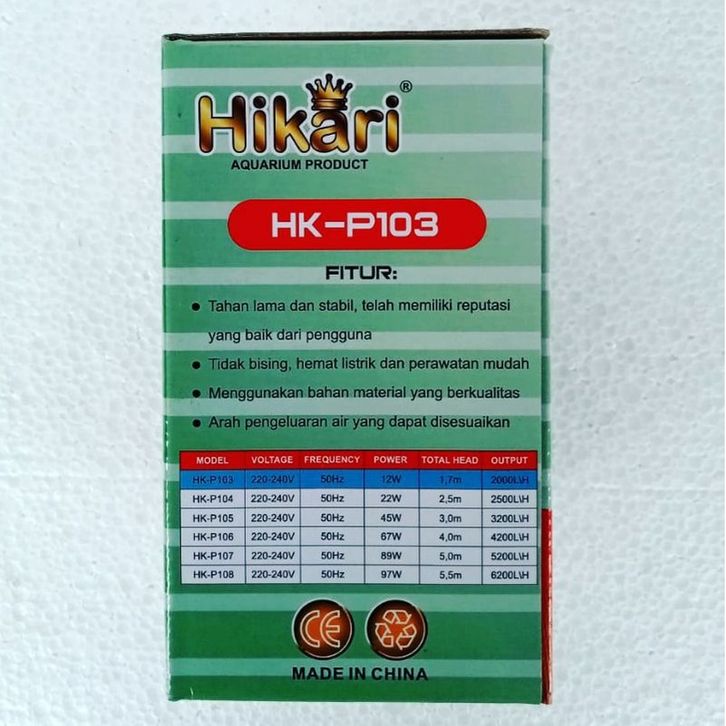 Hikari®
AQUARIUM PRODUCT
HK-P103
FITUR:
• Tahan lama dan stabil, telah memiliki reputasi
yang baik dari pengguna
• Tidak bising, hemat listrik dan perawatan mudah
• Menggunakan bahan material yang berkualitas
• Arah pengeluaran air yang dapat disesuaikan
MODEL VOLTAGE FREQUENCY POWER TOTAL HEAD OUTPUT
HK-P103 220-240V 50Hz 12W 1,7m 2000L\H
HK-P104 220-240V 50Hz 22W 2,5m 2500L\H
HK-P105 220-240V 50Hz 45W 3,0m 3200L\H
HK-P106 220-240V 50Hz 67W 4,0m 4200L\H
HK-P107 220-240V 50Hz 89W 5,0m 5200L\H
HK-P108 220-240V 50Hz 97W 5,5m 6200L\H
CE
MADE IN CHINA